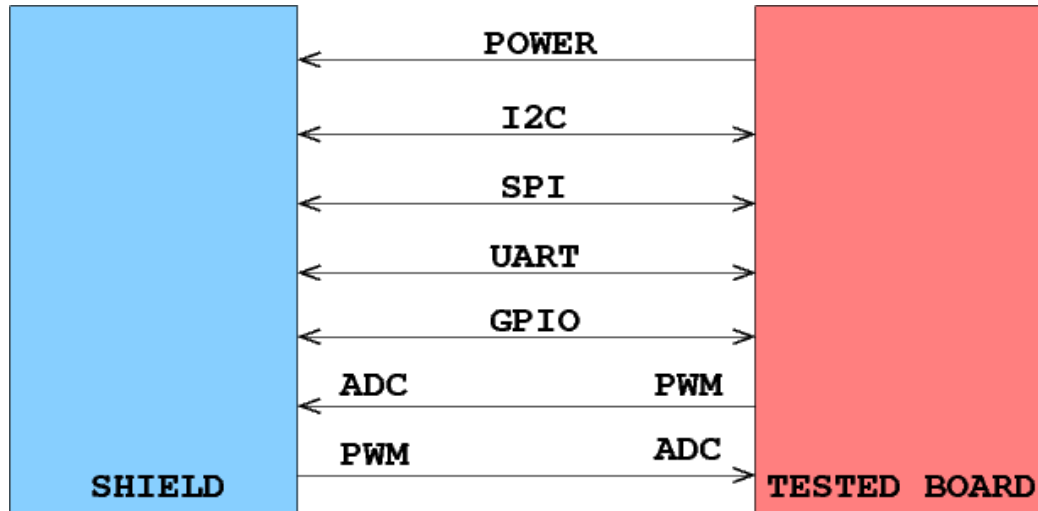 POWER
I2C
SPI
UART
GPIO
ADC PWM
PWM ADC
SHIELD TESTED BOARD